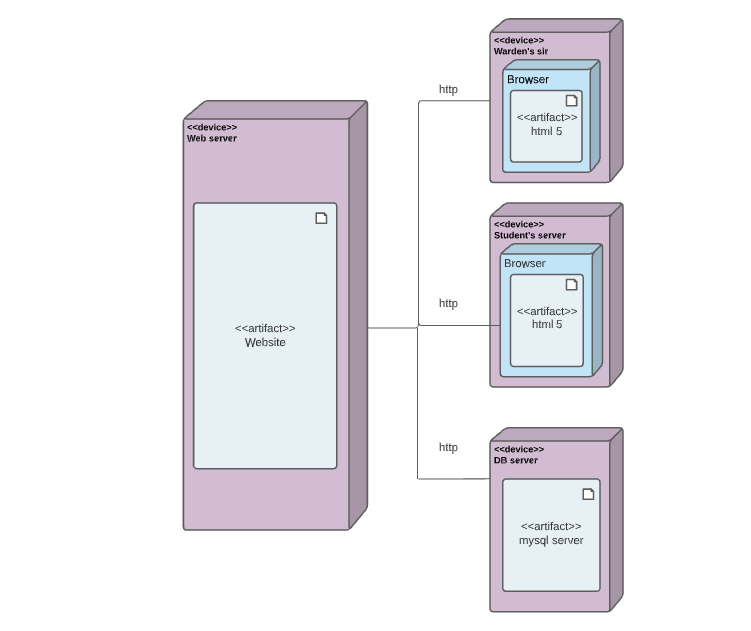 <<device>>
Web server
<<artifact>>
Website
http
<<device>>
Warden's sir
Browser
<<artifact>>
html 5
http
<<device>>
Student's server
Browser
<<artifact>>
html 5
http
<<device>>
DB server
<<artifact>>
mysql server